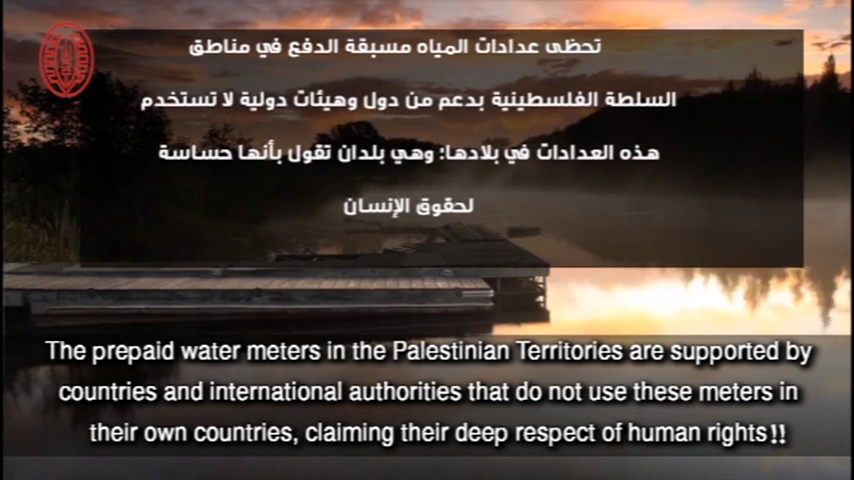 تحظى عدادات المياه مسبقة الدفع في مناطق
السلطة الفلسطينية بدعم من دول وهيئات دولية لا تستخدم
هذه العدادات في بلادها؛ وهي بلدان تقول بأنها حساسة
لحقوق الإنسان
The prepaid water meters in the Palestinian Territories are supported by
countries and international authorities that do not use these meters in
their own countries, claiming their deep respect of human rights!!